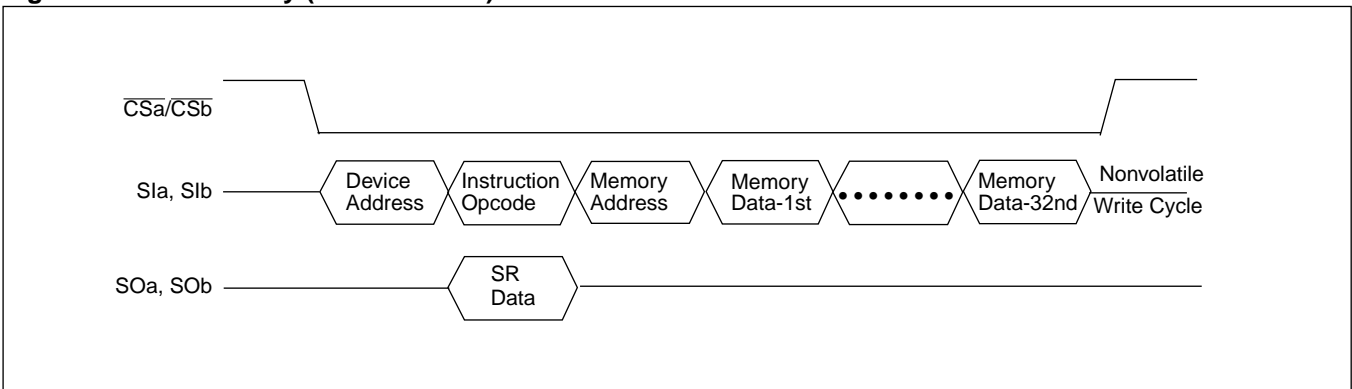 CSa/CSb
SIa, SIb
Device
Address
Instruction
Opcode
Memory
Address
Memory
Data-1st
••••••••
Memory
Data-32nd
Nonvolatile
Write Cycle
SOa, SOb
SR
Data